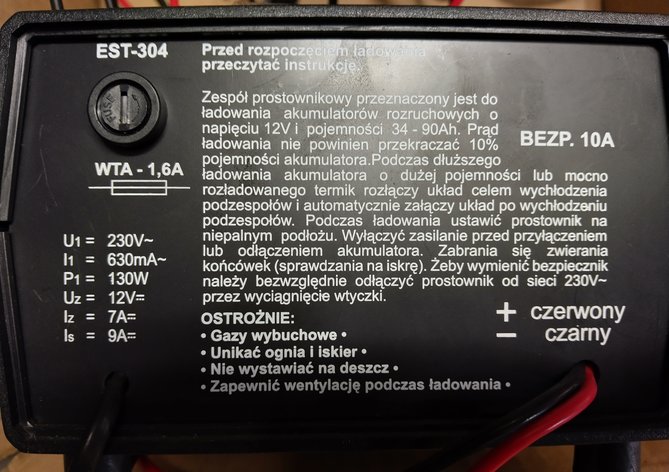 EST-304
FUSE
WTA - 1,6A
U1 = 230V~
I1 = 630mA~
P1 = 130W
Uz = 12V⎓
Iz = 7A⎓
Is = 9A⎓
Przed rozpoczęciem ładowania
przeczytać instrukcję.
Zespół prostownikowy przeznaczony jest do
ładowania akumulatorów rozruchowych o
napięciu 12V i pojemności 34 - 90Ah. Prąd
ładowania nie powinien przekraczać 10%
pojemności akumulatora.Podczas dłuższego
ładowania akumulatora o dużej pojemności lub mocno
rozładowanego termik rozłączy układ celem wychłodzenia
podzespołów i automatycznie załączy układ po wychłodzeniu
podzespołów. Podczas ładowania ustawić prostownik na
niepalnym podłożu. Wyłączyć zasilanie przed przyłączeniem
lub odłączeniem akumulatora. Zabrania się zwierania
końcówek (sprawdzania na iskrę). Żeby wymienić bezpiecznik
należy bezwzględnie odłączyć prostownik od sieci 230V~
przez wyciągnięcie wtyczki.
BEZP. 10A
OSTROŻNIE:
• Gazy wybuchowe •
• Unikać ognia i iskier •
• Nie wystawiać na deszcz •
• Zapewnić wentylację podczas ładowania •
+ czerwony
− czarny